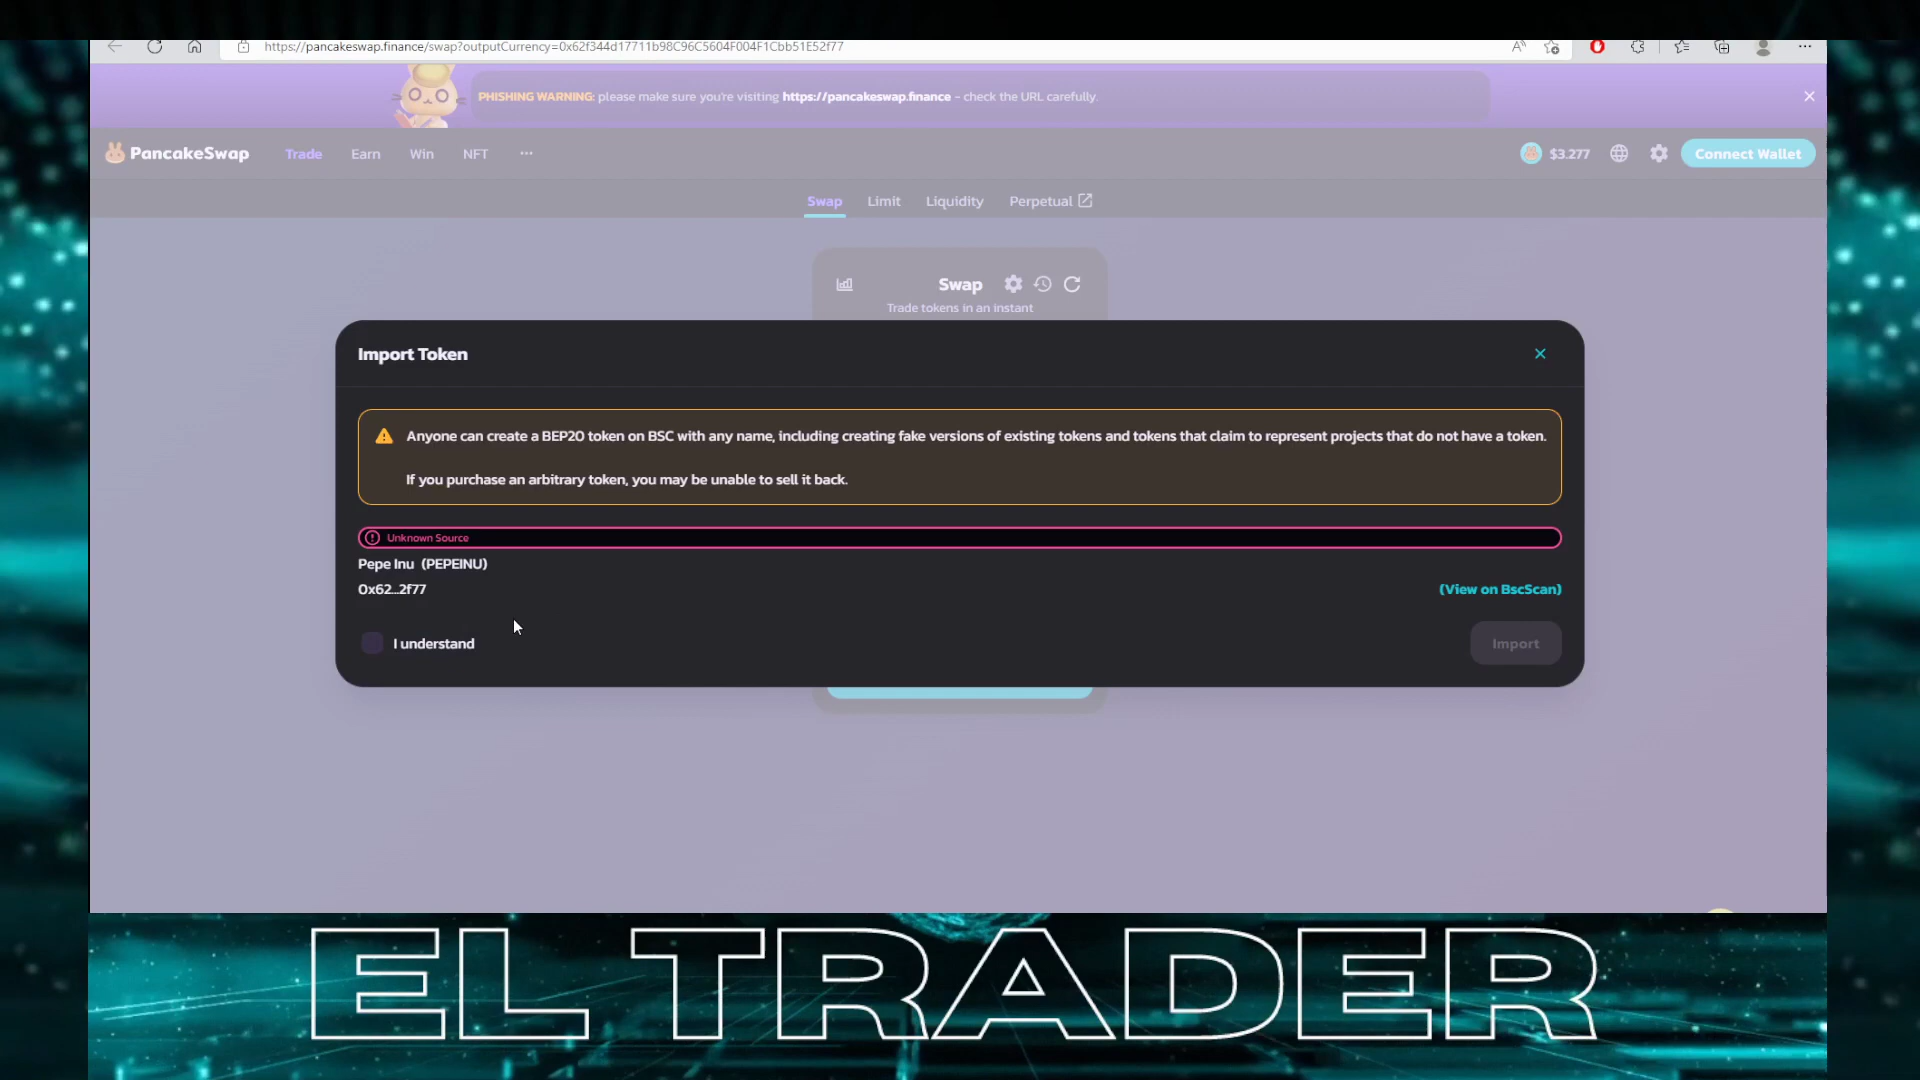 https://pancakeswap.finance/swap?outputCurrency=0x62f344d17711b98C96C5604F004F1Cbb51E52f77
PHISHING WARNING: please make sure you're visiting https://pancakeswap.finance - check the URL carefully.
PancakeSwap
Trade
Earn
Win
NFT
$3.277
Connect Wallet
Swap
Limit
Liquidity
Perpetual
Swap
Trade tokens in an instant
Import Token
Anyone can create a BEP20 token on BSC with any name, including creating fake versions of existing tokens and tokens that claim to represent projects that do not have a token.
If you purchase an arbitrary token, you may be unable to sell it back.
Unknown Source
Pepe Inu (PEPEINU)
0x62...2f77
(View on BscScan)
I understand
Import
EL TRADER